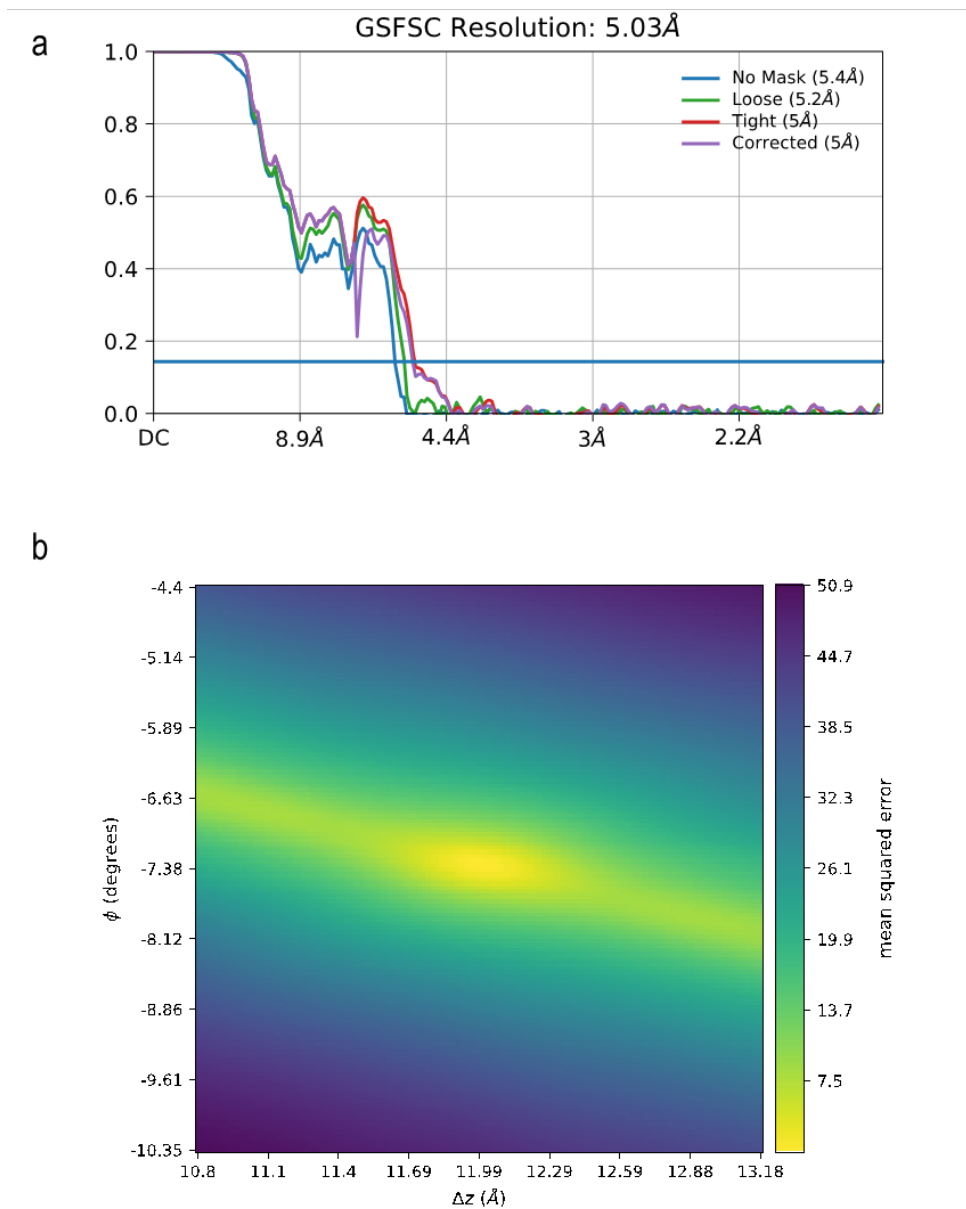 a
GSFSC Resolution: 5.03Å
1.0
0.8
0.6
0.4
0.2
0.0
No Mask (5.4Å)
Loose (5.2Å)
Tight (5Å)
Corrected (5Å)
DC 8.9Å 4.4Å 3Å 2.2Å
b
-4.4
-5.14
-5.89
-6.63
-7.38
-8.12
-8.86
-9.61
-10.35
ϕ (degrees)
10.8 11.1 11.4 11.69 11.99 12.29 12.59 12.88 13.18
Δz (Å)
50.9
44.7
38.5
32.3
26.1
19.9
13.7
7.5
mean squared error